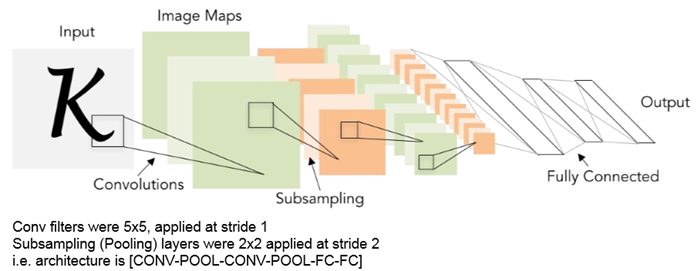 Image Maps
Input
K
Output
Convolutions
Subsampling
Fully Connected
Conv filters were 5x5, applied at stride 1
Subsampling (Pooling) layers were 2x2 applied at stride 2
i.e. architecture is [CONV-POOL-CONV-POOL-FC-FC]